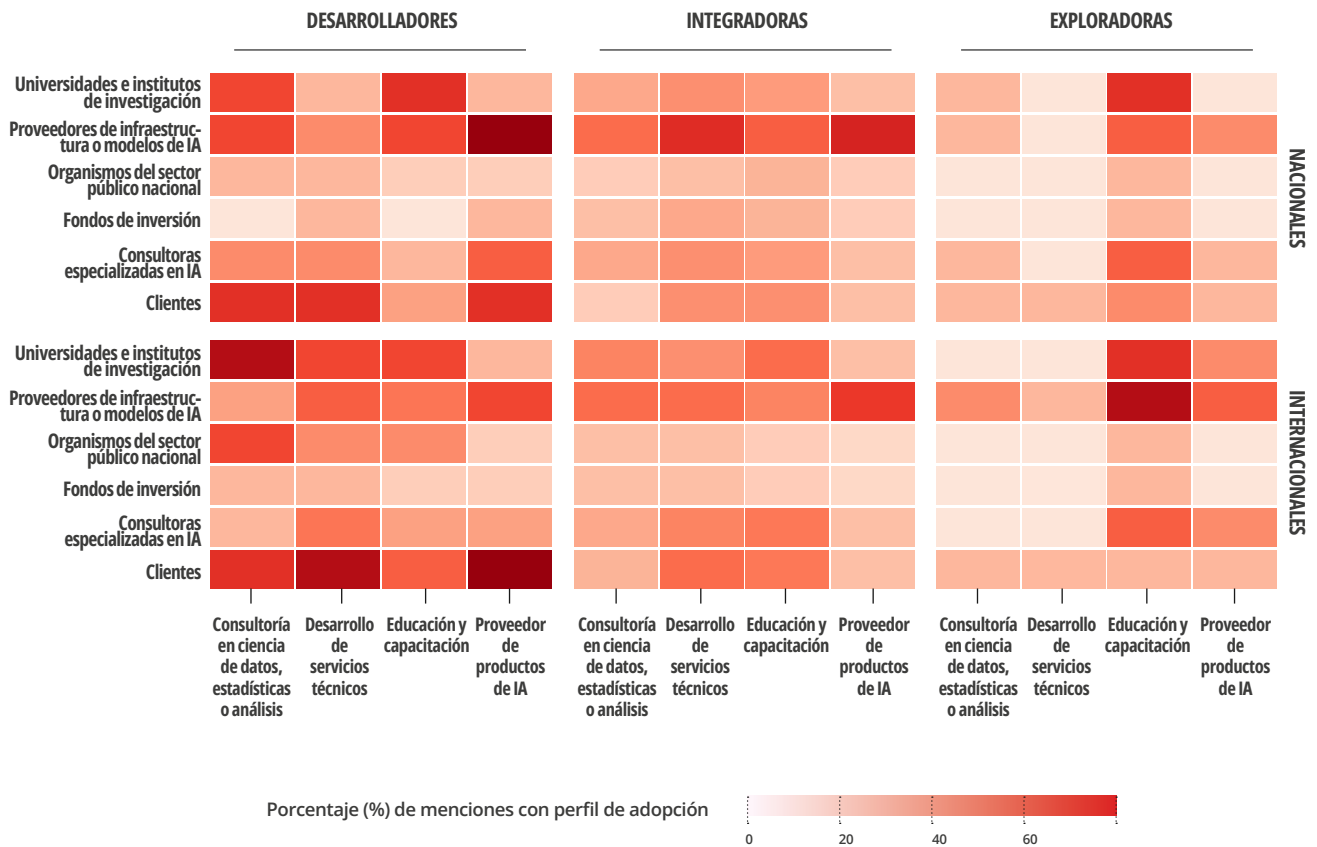 DESARROLLADORES
INTEGRADORAS
EXPLORADORAS
Universidades e institutos
de investigación
Proveedores de infraestruc-
tura o modelos de IA
Organismos del sector
público nacional
Fondos de inversión
Consultoras
especializadas en IA
Clientes
NACIONALES
Universidades e institutos
de investigación
Proveedores de infraestruc-
tura o modelos de IA
Organismos del sector
público nacional
Fondos de inversión
Consultoras
especializadas en IA
Clientes
INTERNACIONALES
Consultoría
en ciencia
de datos,
estadísticas
o análisis
Desarrollo
de
servicios
técnicos
Educación y
capacitación
Proveedor
de
productos
de IA
Consultoría
en ciencia
de datos,
estadísticas
o análisis
Desarrollo
de
servicios
técnicos
Educación y
capacitación
Proveedor
de
productos
de IA
Consultoría
en ciencia
de datos,
estadísticas
o análisis
Desarrollo
de
servicios
técnicos
Educación y
capacitación
Proveedor
de
productos
de IA
Porcentaje (%) de menciones con perfil de adopción
0
20
40
60